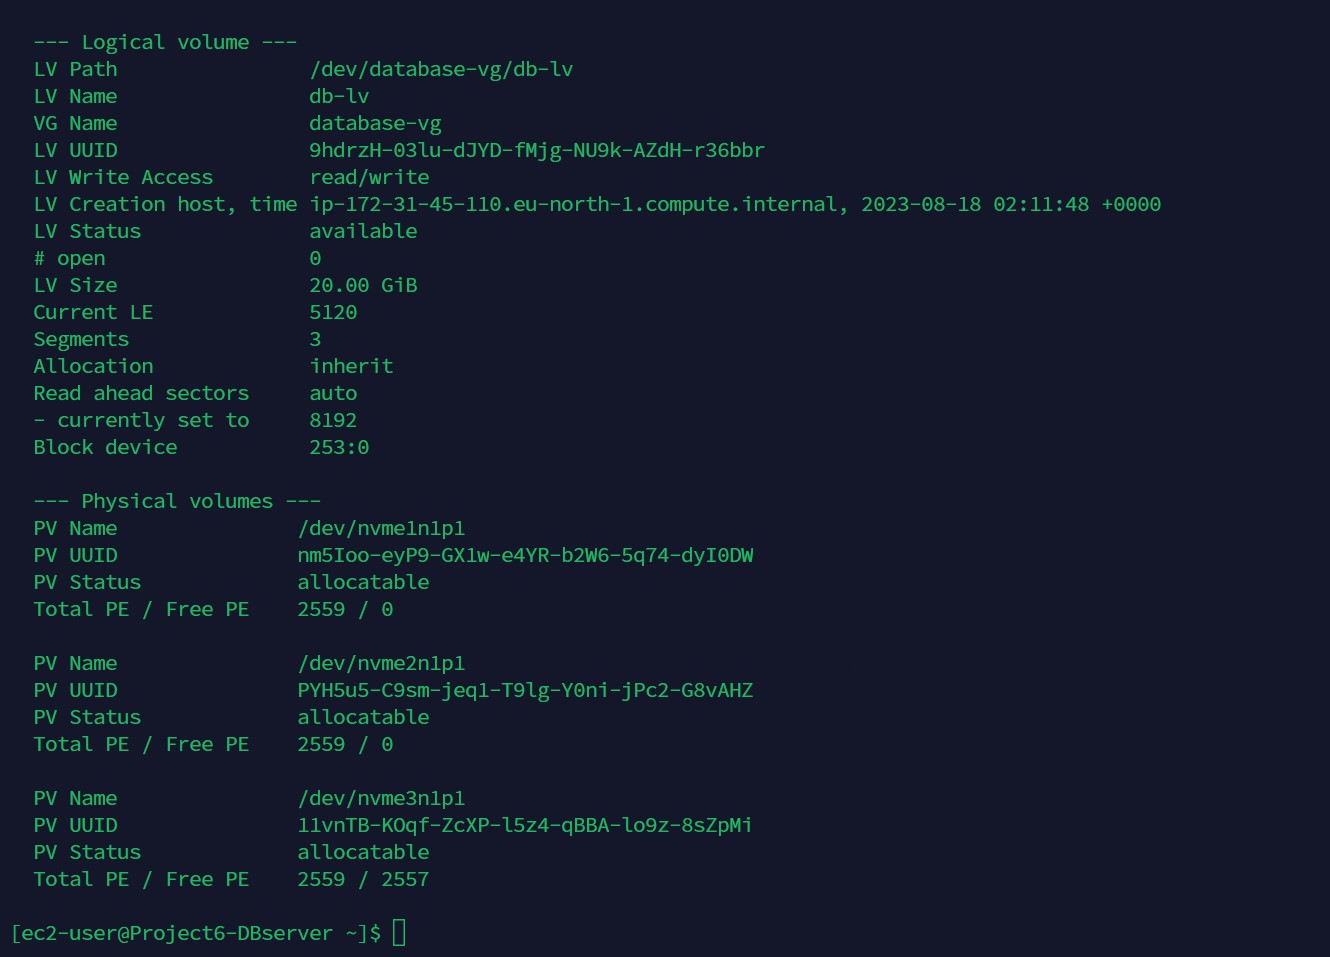 --- Logical volume ---
LV Path                /dev/database-vg/db-lv
LV Name                db-lv
VG Name                database-vg
LV UUID                9hdrzH-03lu-dJYD-fMjg-NU9k-AZdH-r36bbr
LV Write Access        read/write
LV Creation host, time ip-172-31-45-110.eu-north-1.compute.internal, 2023-08-18 02:11:48 +0000
LV Status              available
# open                 0
LV Size                20.00 GiB
Current LE             5120
Segments               3
Allocation             inherit
Read ahead sectors     auto
- currently set to     8192
Block device           253:0
--- Physical volumes ---
PV Name               /dev/nvme1n1p1
PV UUID               nm5Ioo-eyP9-GX1w-e4YR-b2W6-5q74-dyI0DW
PV Status             allocatable
Total PE / Free PE    2559 / 0
PV Name               /dev/nvme2n1p1
PV UUID               PYH5u5-C9sm-jeq1-T9lg-Y0ni-jPc2-G8vAHZ
PV Status             allocatable
Total PE / Free PE    2559 / 0
PV Name               /dev/nvme3n1p1
PV UUID               11vnTB-KOqf-ZcXP-l5z4-qBBA-lo9z-8sZpMi
PV Status             allocatable
Total PE / Free PE    2559 / 2557
[ec2-user@Project6-DBserver ~]$